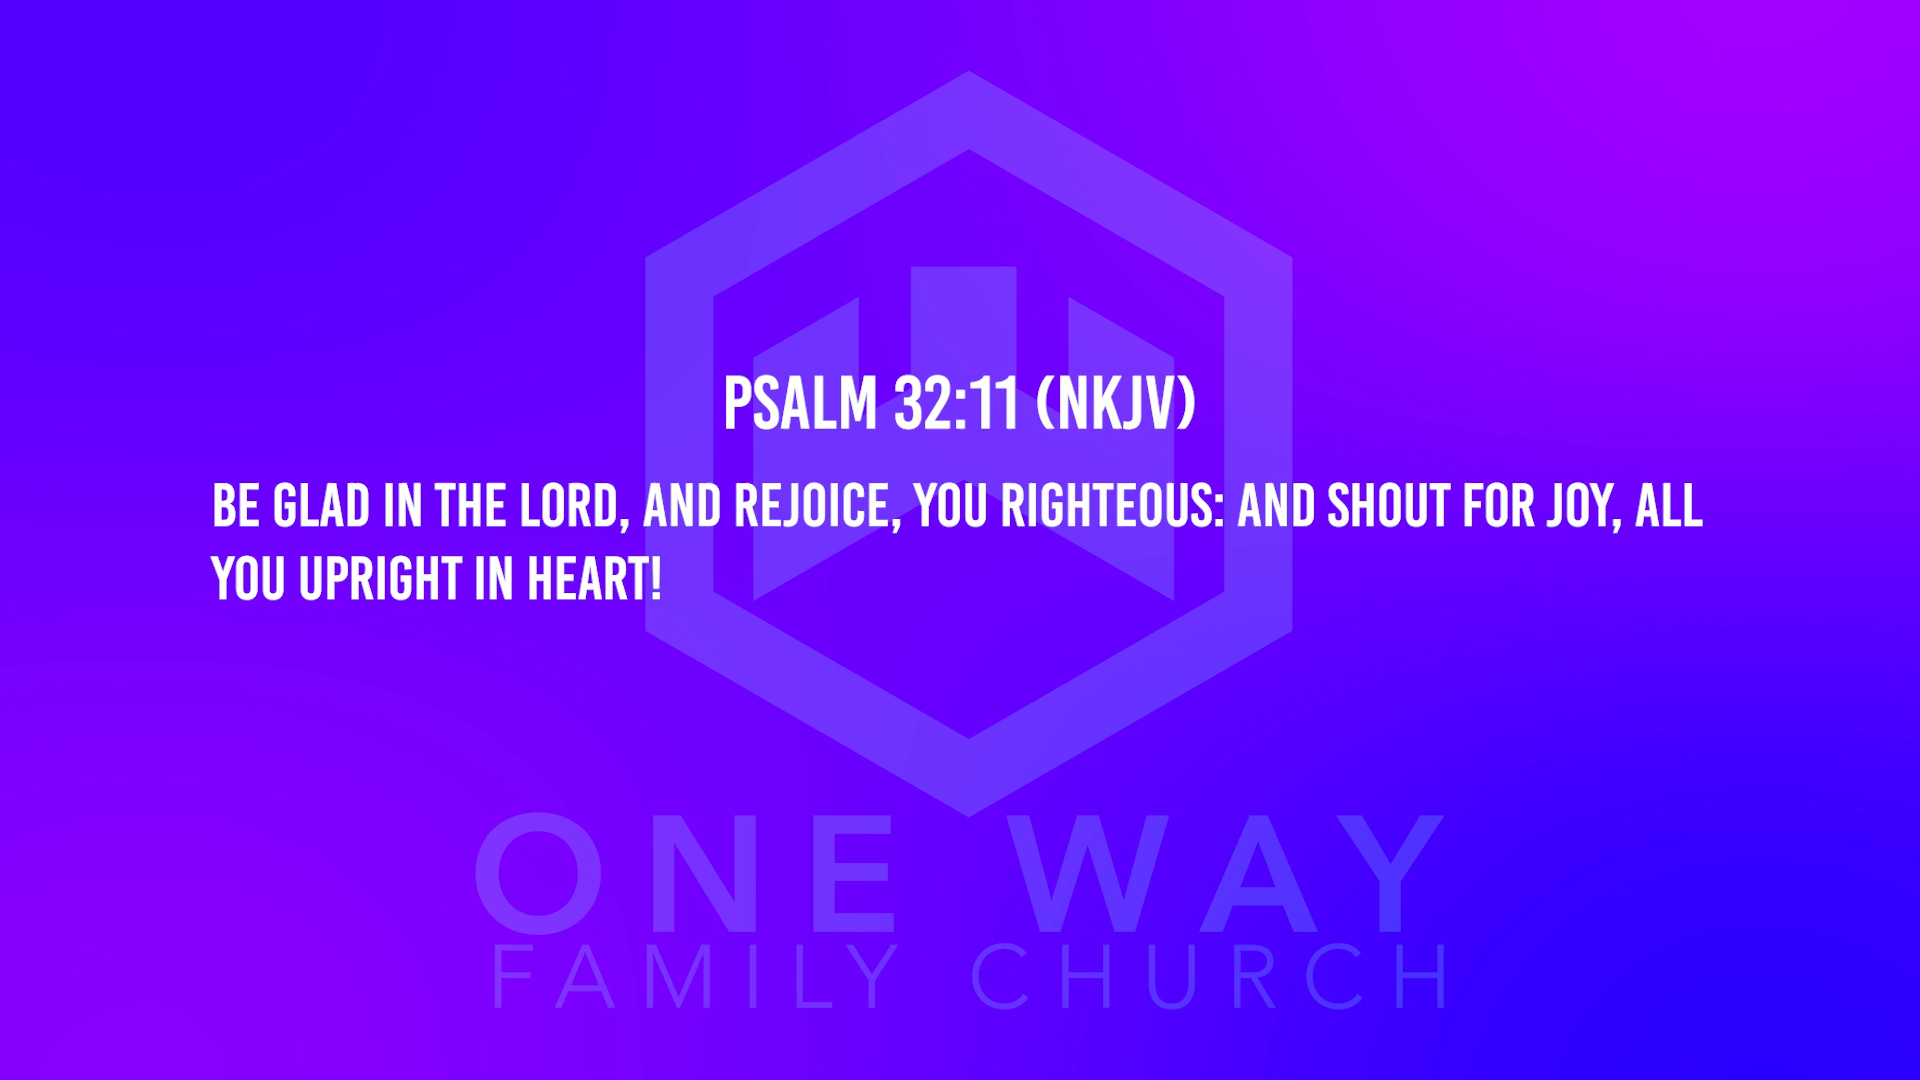 PSALM 32:11 (NKJV)
BE GLAD IN THE LORD, AND REJOICE, YOU RIGHTEOUS: AND SHOUT FOR JOY, ALL
YOU UPRIGHT IN HEART!
ONE WAY
FAMILY CHURCH